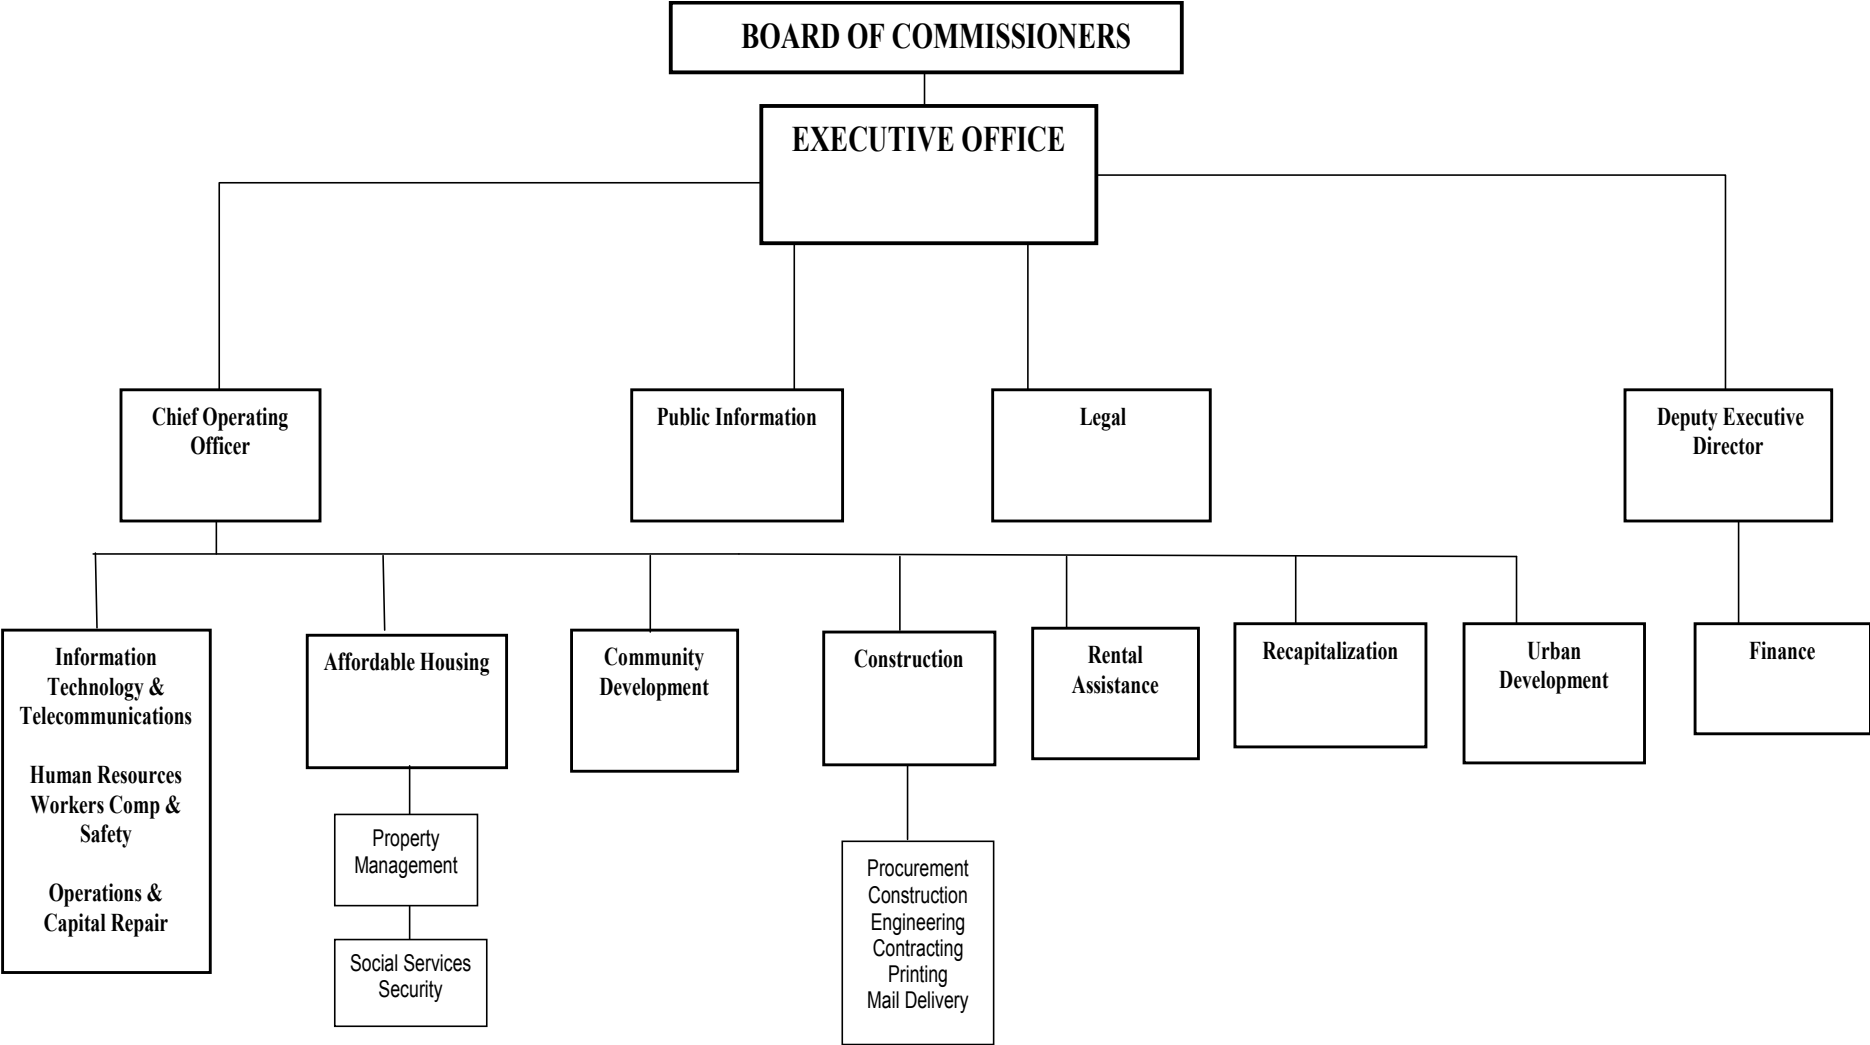 BOARD OF COMMISSIONERS
EXECUTIVE OFFICE
Chief Operating
Officer
Public Information
Legal
Deputy Executive
Director
Information
Technology &
Telecommunications
Human Resources
Workers Comp &
Safety
Operations &
Capital Repair
Affordable Housing
Community
Development
Construction
Rental
Assistance
Recapitalization
Urban
Development
Finance
Property
Management
Social Services
Security
Procurement
Construction
Engineering
Contracting
Printing
Mail Delivery